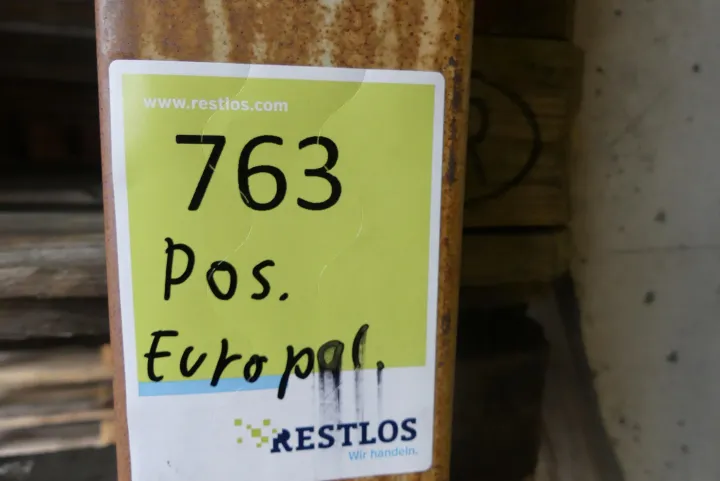 www.restlos.com
763
Pos.
Europal.
RESTLOS
Wir handeln.
R